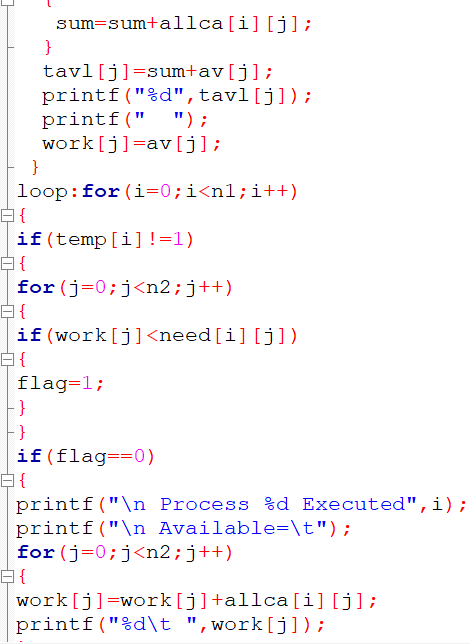 {
sum=sum+allca[i][j];
}
tavl[j]=sum+av[j];
printf("%d",tavl[j]);
printf("  ");
work[j]=av[j];
}
loop:for(i=0;i<n1;i++)
{
if(temp[i]!=1)
{
for(j=0;j<n2;j++)
{
if(work[j]<need[i][j])
{
flag=1;
}
}
if(flag==0)
{
printf("\n Process %d Executed",i);
printf("\n Available=\t");
for(j=0;j<n2;j++)
{
work[j]=work[j]+allca[i][j];
printf("%d\t ",work[j]);